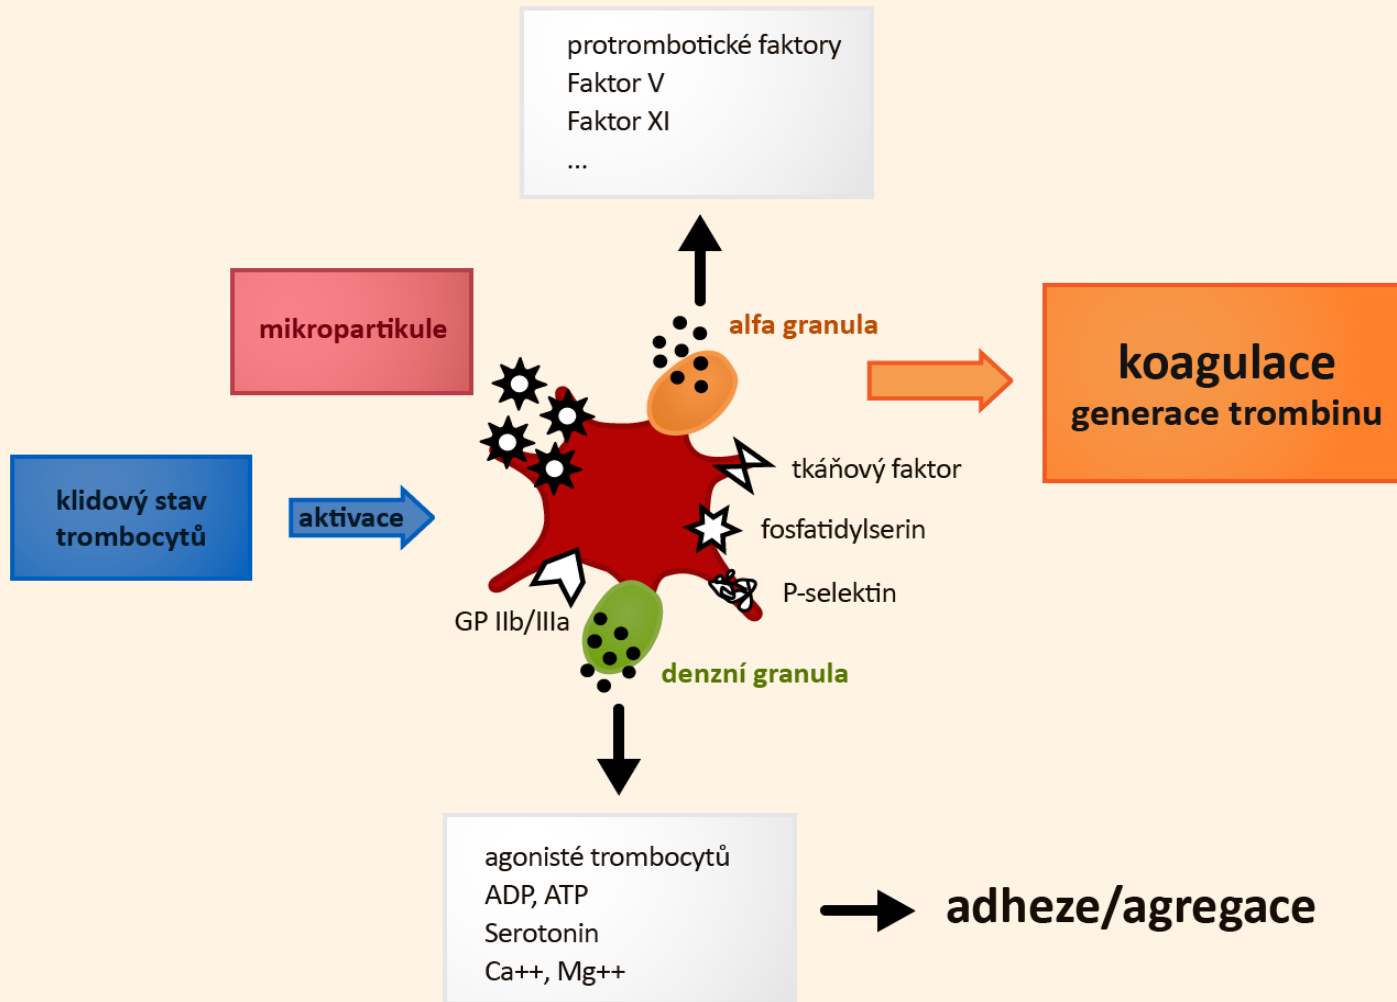 protrombotické faktory
Faktor V
Faktor XI
...
mikropartikule
alfa granula
koagulace
generace trombinu
klidový stav
trombocytů
aktivace
tkáňový faktor
fosfatidylserin
P-selektin
GP IIb/IIIa
denzní granula
agonisté trombocytů
ADP, ATP
Serotonin
Ca++, Mg++
adheze/agregace